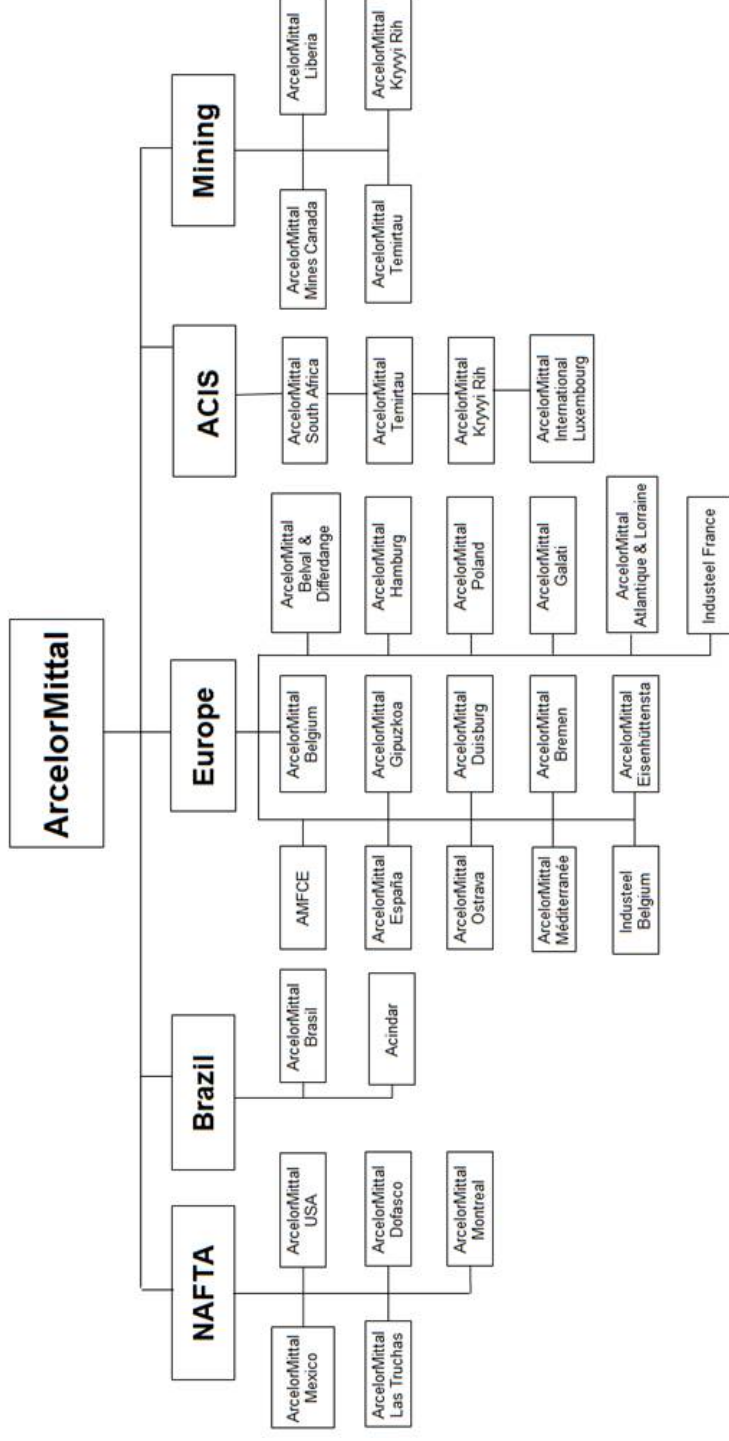 ArcelorMittal
NAFTA
Brazil
Europe
ACIS
Mining
ArcelorMittal
Mexico
ArcelorMittal
USA
ArcelorMittal
Las Truchas
ArcelorMittal
Dofasco
ArcelorMittal
Montreal
ArcelorMittal
Brasil
Acindar
AMFCE
ArcelorMittal
Belgium
ArcelorMittal
Belval &
Differdange
ArcelorMittal
España
ArcelorMittal
Gipuzkoa
ArcelorMittal
Hamburg
ArcelorMittal
Ostrava
ArcelorMittal
Duisburg
ArcelorMittal
Poland
ArcelorMittal
Méditerranée
ArcelorMittal
Bremen
ArcelorMittal
Galati
Industeel
Belgium
ArcelorMittal
Eisenhüttensta
ArcelorMittal
Atlantique & Lorraine
Industeel France
ArcelorMittal
South Africa
ArcelorMittal
Temirtau
ArcelorMittal
Kryvyi Rih
ArcelorMittal
International
Luxembourg
ArcelorMittal
Mines Canada
ArcelorMittal
Liberia
ArcelorMittal
Temirtau
ArcelorMittal
Kryvyi Rih